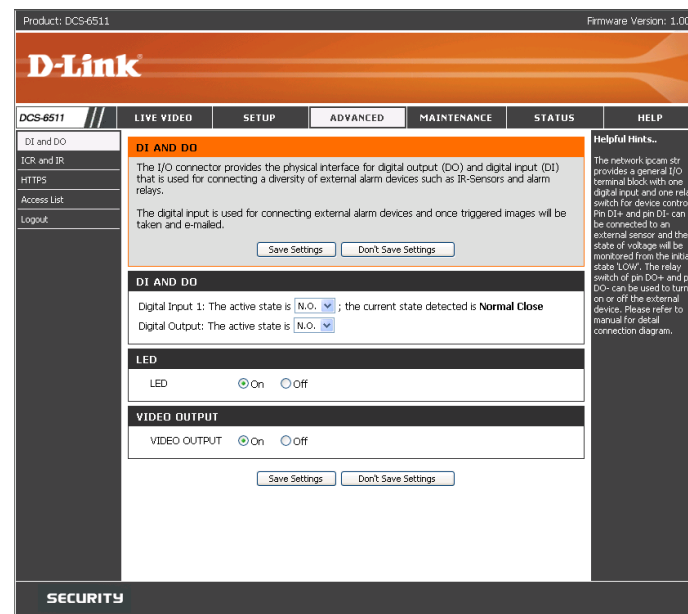 Product: DCS-6511
Firmware Version: 1.00
D-Link
DCS-6511
LIVE VIDEO
SETUP
ADVANCED
MAINTENANCE
STATUS
HELP
DI and DO
ICR and IR
HTTPS
Access List
Logout
DI AND DO
The I/O connector provides the physical interface for digital output (DO) and digital input (DI)
that is used for connecting a diversity of external alarm devices such as IR-Sensors and alarm
relays.
The digital input is used for connecting external alarm devices and once triggered images will be
taken and e-mailed.
Save Settings
Don't Save Settings
DI AND DO
Digital Input 1: The active state is N.O. ; the current state detected is Normal Close
Digital Output: The active state is N.O.
LED
LED On Off
VIDEO OUTPUT
VIDEO OUTPUT On Off
Save Settings
Don't Save Settings
Helpful Hints..
The network ipcam str
provides a general I/O
terminal block with one
digital input and one rela
switch for device contro
Pin DI+ and pin DI- can
be connected to an
external sensor and the
state of voltage will be
monitored from the initia
state 'LOW'. The relay
switch of pin DO+ and p
DO- can be used to turn
on or off the external
device. Please refer to
manual for detail
connection diagram.
SECURITY